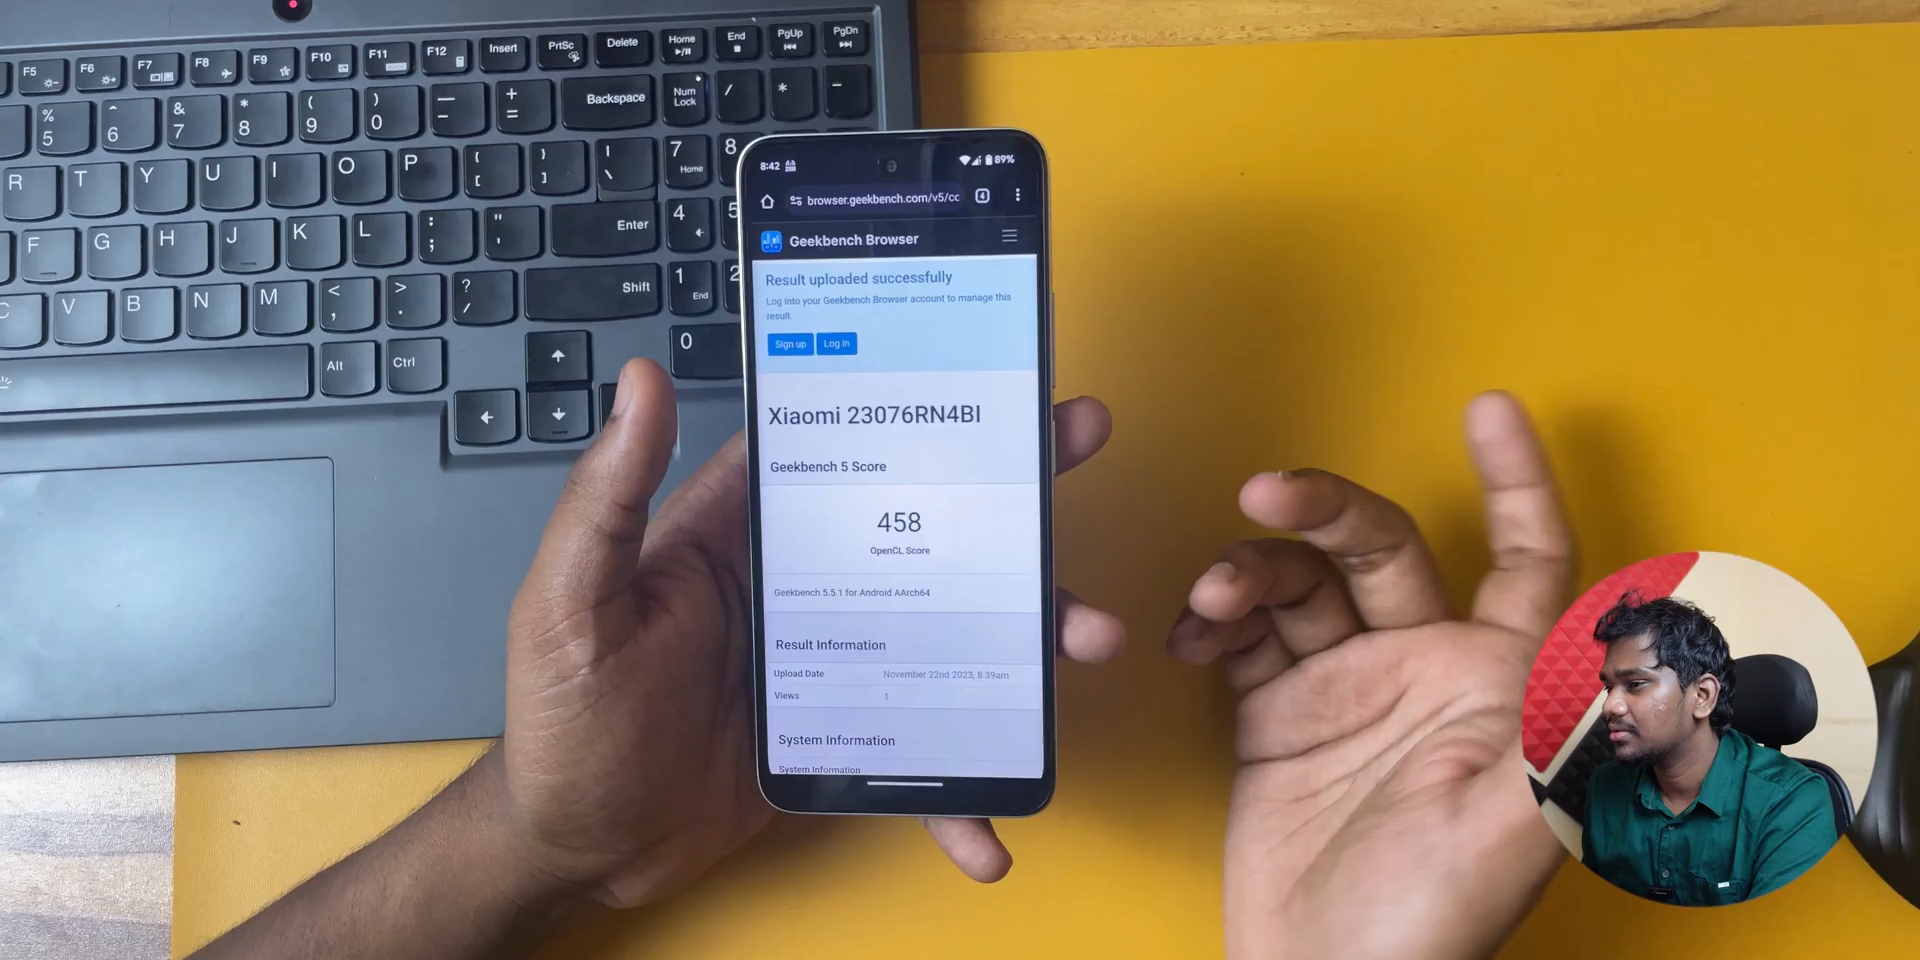 F5 F6 F7 F8 F9 F10 F11 F12 Insert PrtSc Delete Home End PgUp PgDn
% 5 ^ 6 & 7 * 8 ( 9 ) 0 — - + = Backspace Num Lock / * -
R T Y U I O P { [ } ] | \ 7 Home 8
F G H J K L : ; " ' Enter 4 5
C V B N M < , > . ? / Shift 1 End 2
Alt Ctrl 0
8:42 89%
browser.geekbench.com/v5/cc 4
Geekbench Browser
Result uploaded successfully
Log into your Geekbench Browser account to manage this
result
Sign up Log In
Xiaomi 23076RN4BI
Geekbench 5 Score
458
OpenCL Score
Geekbench 5.5.1 for Android AArch64
Result Information
Upload Date November 22nd 2023, 8:39am
Views 1
System Information
System Information